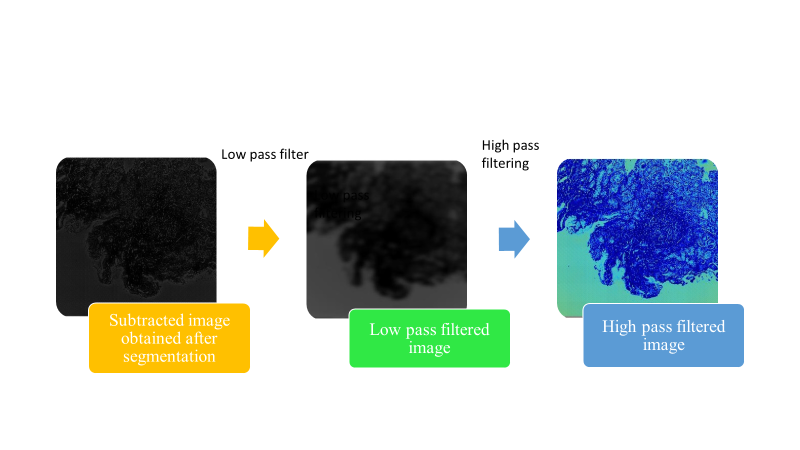 Low pass filter
High pass
filtering
Subtracted image
obtained after
segmentation
Low pass filtered
image
High pass filtered
image